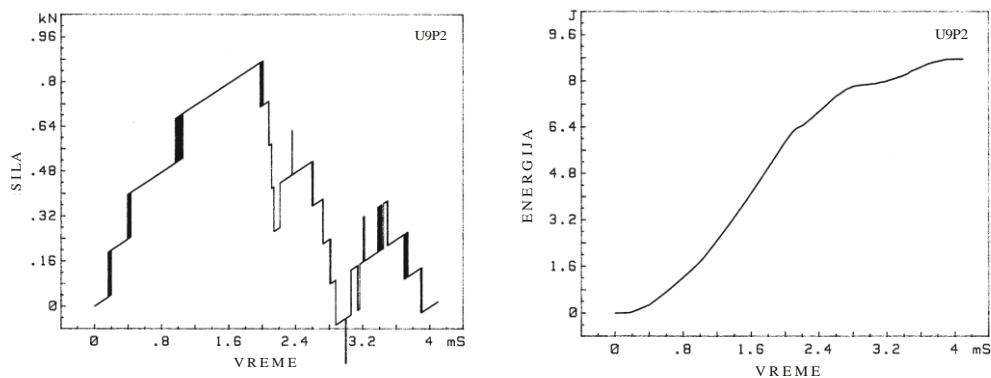 kN
.96
U9P2
.8
.64
.48
.32
.16
0
SILA
0 .8 1.6 2.4 3.2 4 mS
VREME
J
9.6
U9P2
8
6.4
4.8
3.2
1.6
0
ENERGIJA
0 .8 1.6 2.4 3.2 4 mS
VREME